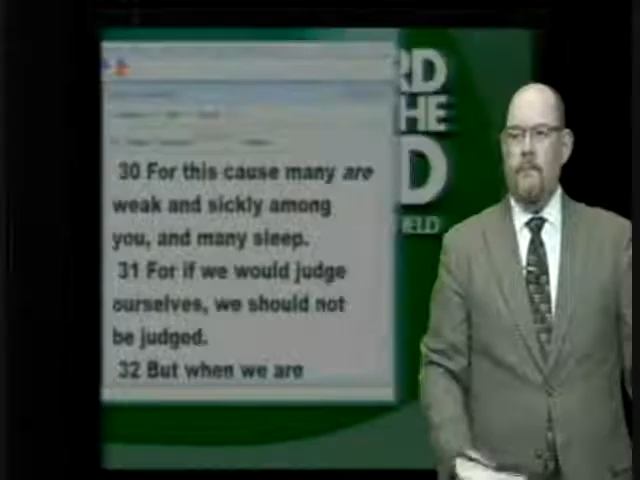 30 For this cause many are
weak and sickly among
you, and many sleep.
31 For if we would judge
ourselves, we should not
be judged.
32 But when we are
RD
HE
D
IELD